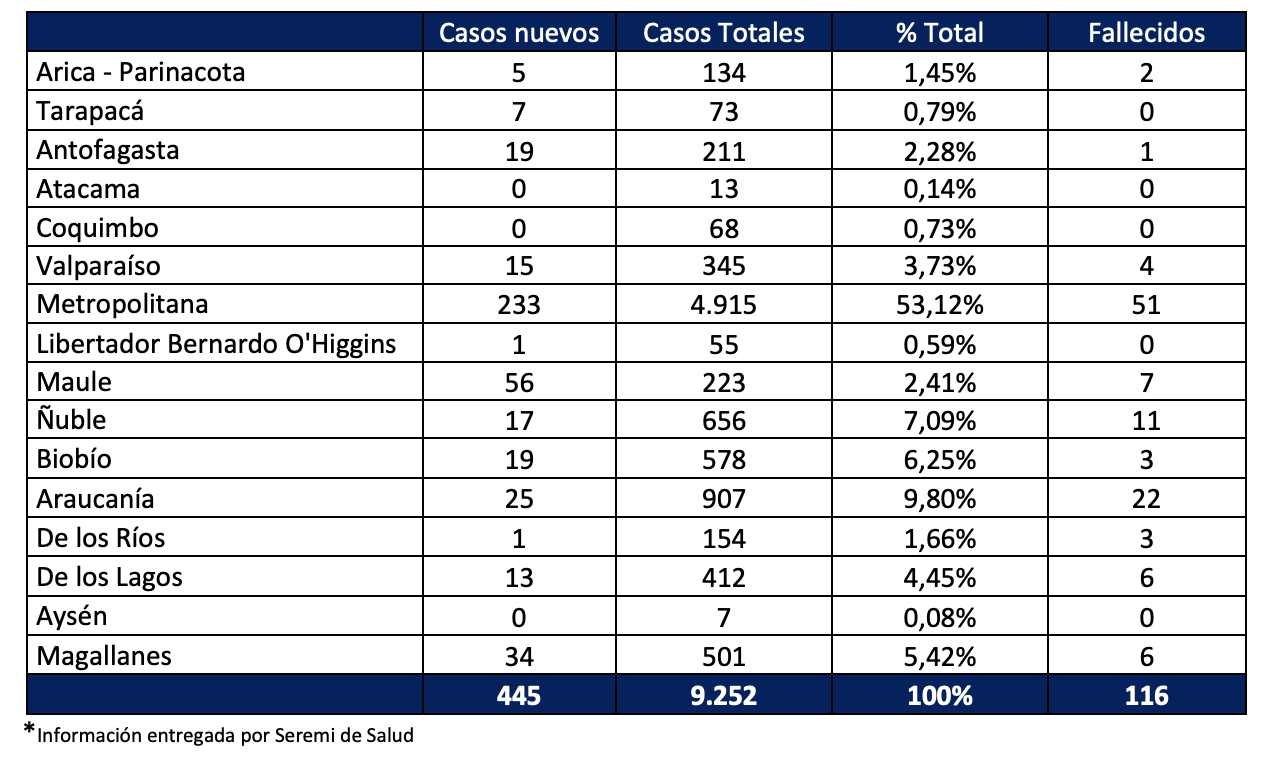 Casos nuevos Casos Totales % Total Fallecidos
Arica - Parinacota 5 134 1,45% 2
Tarapacá 7 73 0,79% 0
Antofagasta 19 211 2,28% 1
Atacama 0 13 0,14% 0
Coquimbo 0 68 0,73% 0
Valparaíso 15 345 3,73% 4
Metropolitana 233 4.915 53,12% 51
Libertador Bernardo O'Higgins 1 55 0,59% 0
Maule 56 223 2,41% 7
Ñuble 17 656 7,09% 11
Biobío 19 578 6,25% 3
Araucanía 25 907 9,80% 22
De los Ríos 1 154 1,66% 3
De los Lagos 13 412 4,45% 6
Aysén 0 7 0,08% 0
Magallanes 34 501 5,42% 6
445 9.252 100% 116
*Información entregada por Seremi de Salud